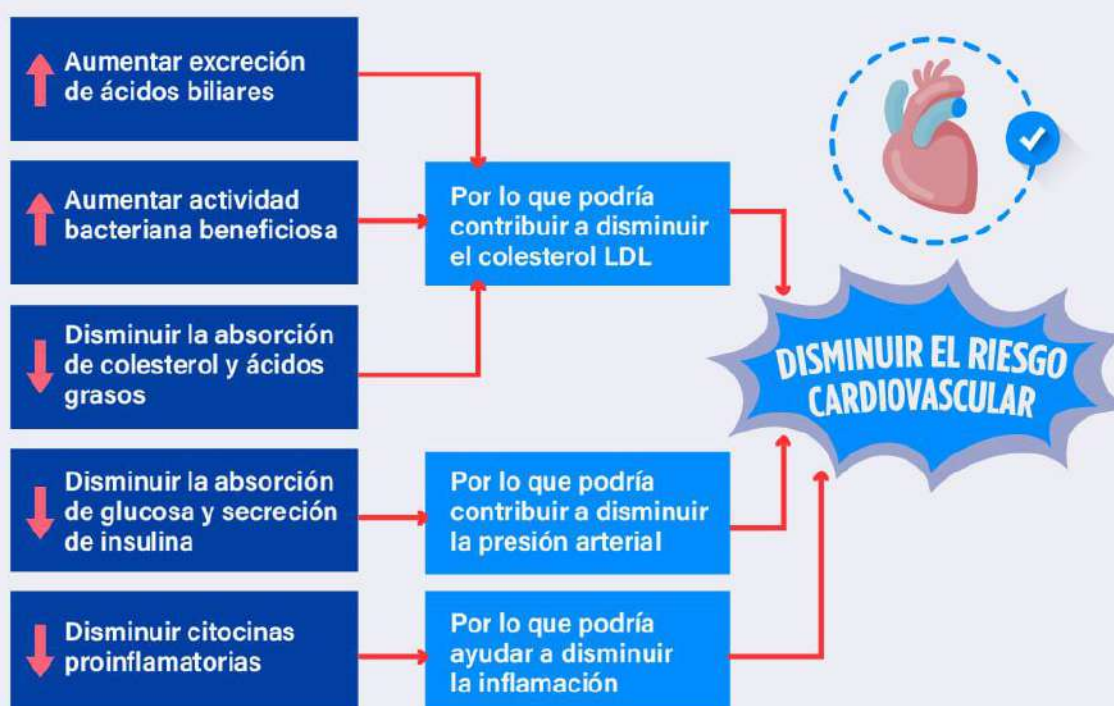 Aumentar excreción
de ácidos biliares
Aumentar actividad
bacteriana beneficiosa
Disminuir la absorción
de colesterol y ácidos
grasos
Disminuir la absorción
de glucosa y secreción
de insulina
Disminuir citocinas
proinflamatorias
Por lo que podría
contribuir a disminuir
el colesterol LDL
Por lo que podría
contribuir a disminuir
la presión arterial
Por lo que podría
ayudar a disminuir
la inflamación
DISMINUIR EL RIESGO
CARDIOVASCULAR